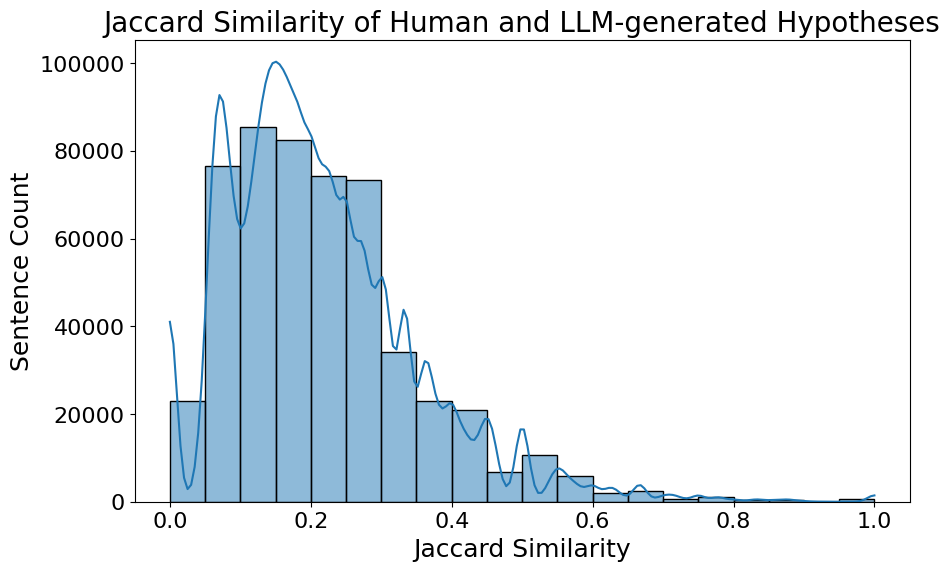 Jaccard Similarity of Human and LLM-generated Hypotheses
100000
80000
60000
40000
20000
0
Sentence Count
0.0 0.2 0.4 0.6 0.8 1.0
Jaccard Similarity